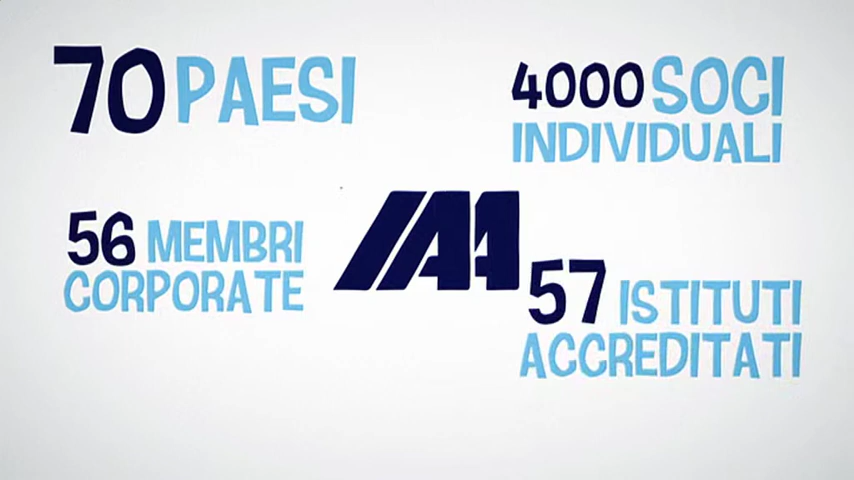 70 PAESI
4000 SOCI
INDIVIDUALI
56 MEMBRI
CORPORATE
IAA
57 ISTITUTI
ACCREDITATI